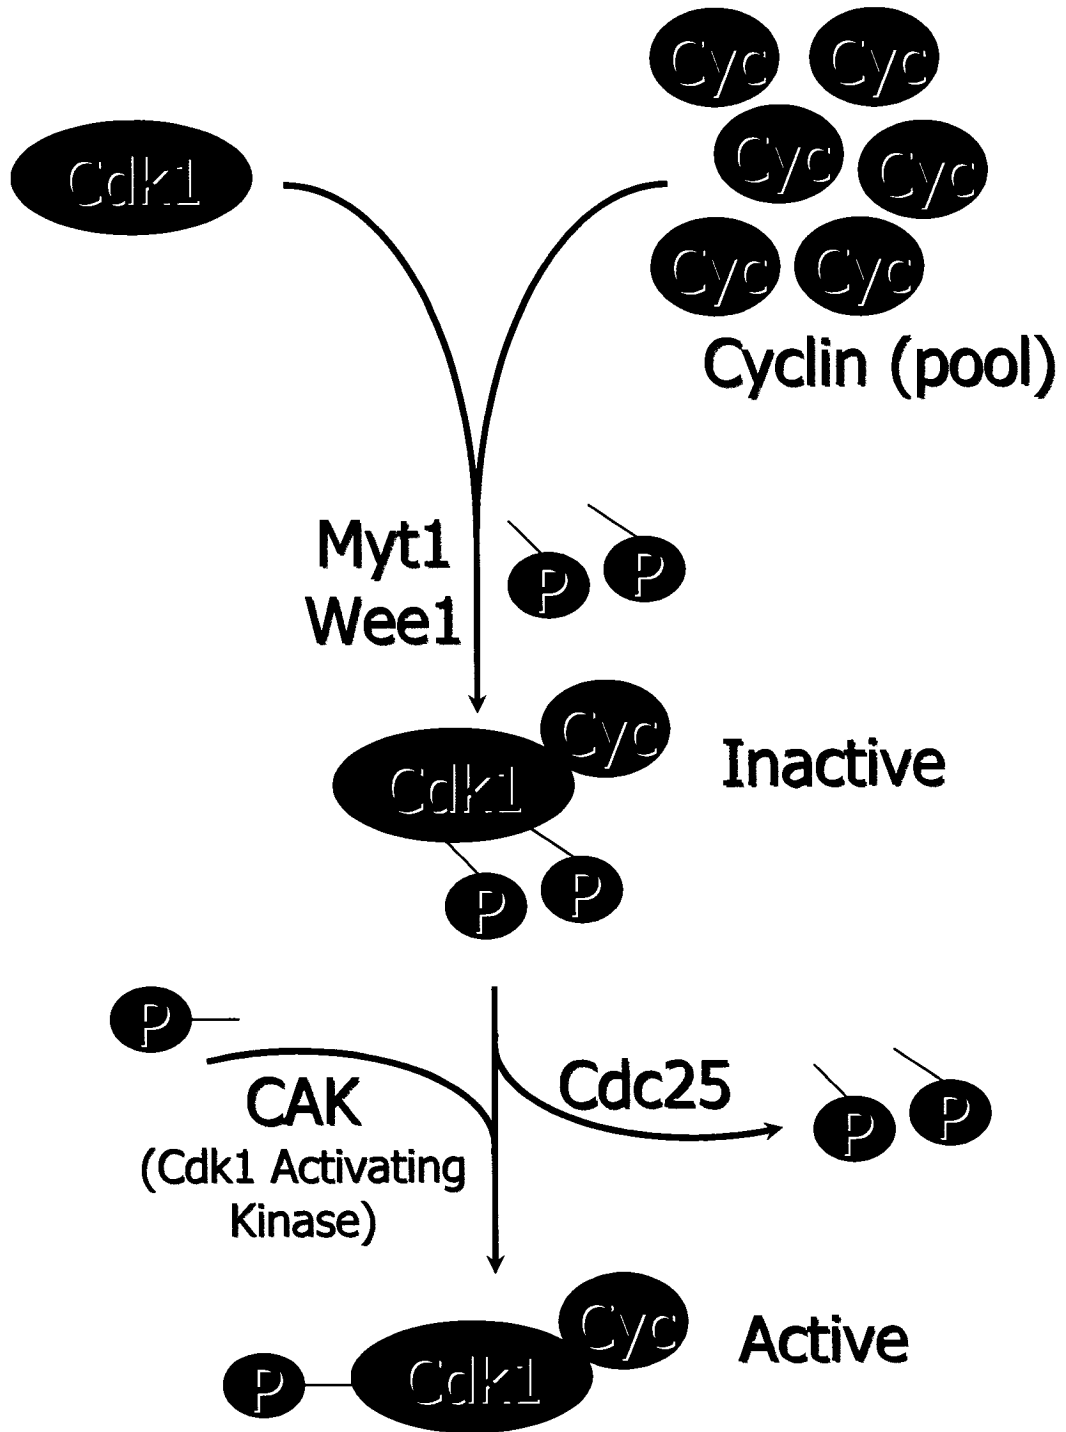 Cyc
Cyc
Cdk1
Cyc
Cyc
Cyc
Cyc
Cyclin (pool)
Myt1
Wee1
P
P
Cyc
Cdk1
Inactive
P
P
P
CAK
(Cdk1 Activating
Kinase)
Cdc25
P
P
Cyc
Cdk1
P
Active